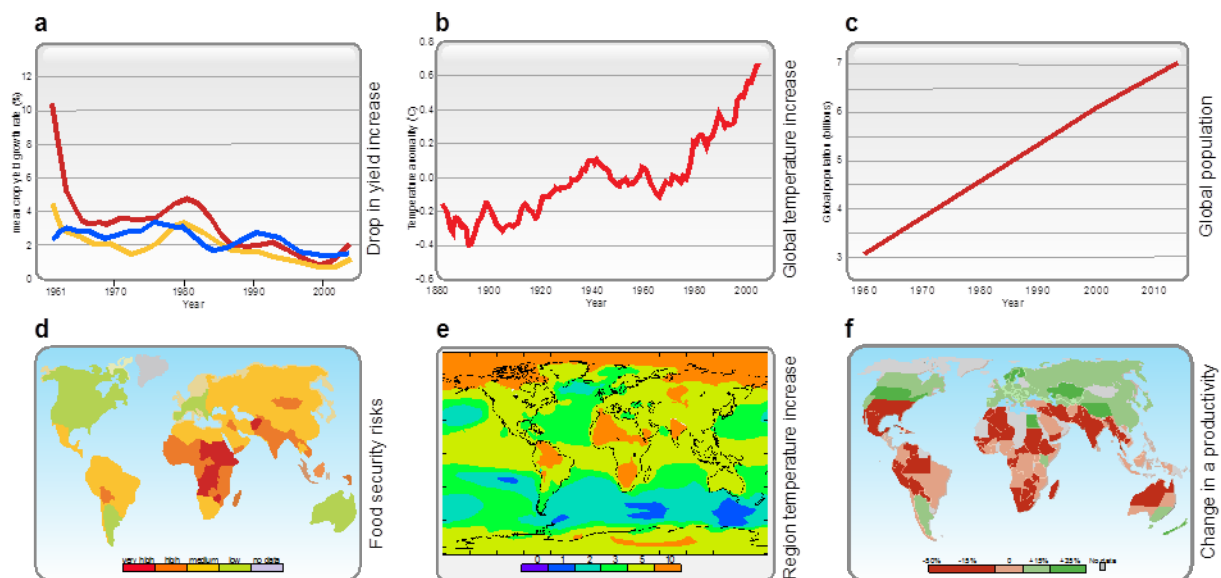 a
mean crop yield growth rate (%)
12
10
8
6
4
2
0
1961 1970 1980 1990 2000
Year
Drop in yield increase
b
Temperature anomality (c)
0.8
0.6
0.4
0.2
0.0
-0.2
-0.4
-0.6
1880 1900 1920 1940 1960 1980 2000
Year
Global temperature increase
c
Global population (billions)
7
6
5
4
3
1960 1970 1980 1990 2000 2010
Year
Global population
d
very high high medium low no data
Food security risks
e
0 1 2 3 5 10
Region temperature increase
f
-50% -15% 0 +15% +25% No data
Change in a productivity